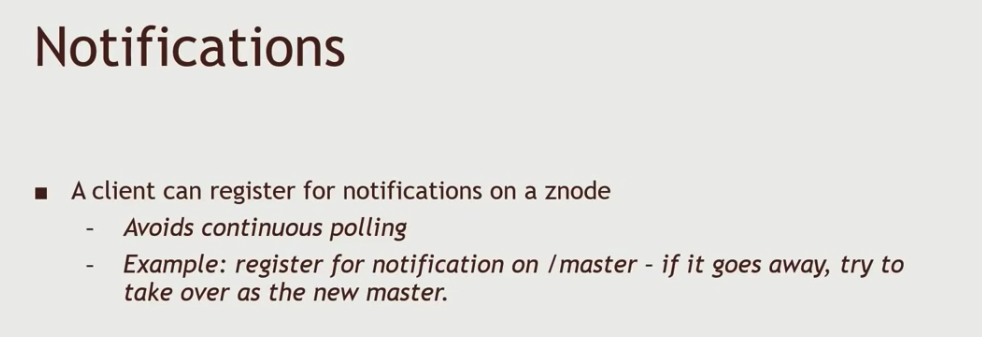 Notifications
■ A client can register for notifications on a znode
– Avoids continuous polling
– Example: register for notification on /master – if it goes away, try to
take over as the new master.